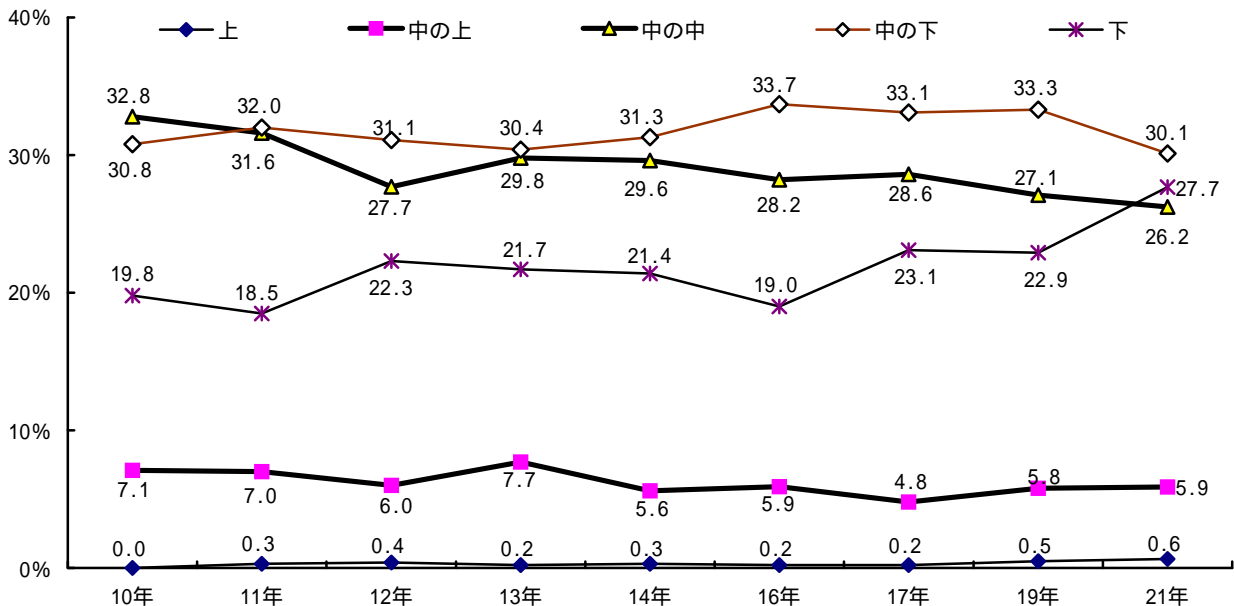 40%
上 中の上 中の中 中の下 下
32.8 32.0 31.1 30.4 31.3 33.7 33.1 33.3 30.1
30%
30.8 31.6 27.7 29.8 29.6 28.2 28.6 27.1 27.7
26.2
19.8 18.5 22.3 21.7 21.4 19.0 23.1 22.9
20%
10%
7.1 7.0 6.0 7.7 5.6 5.9 4.8 5.8 5.9
0.0 0.3 0.4 0.2 0.3 0.2 0.2 0.5 0.6
0%
10年 11年 12年 13年 14年 16年 17年 19年 21年